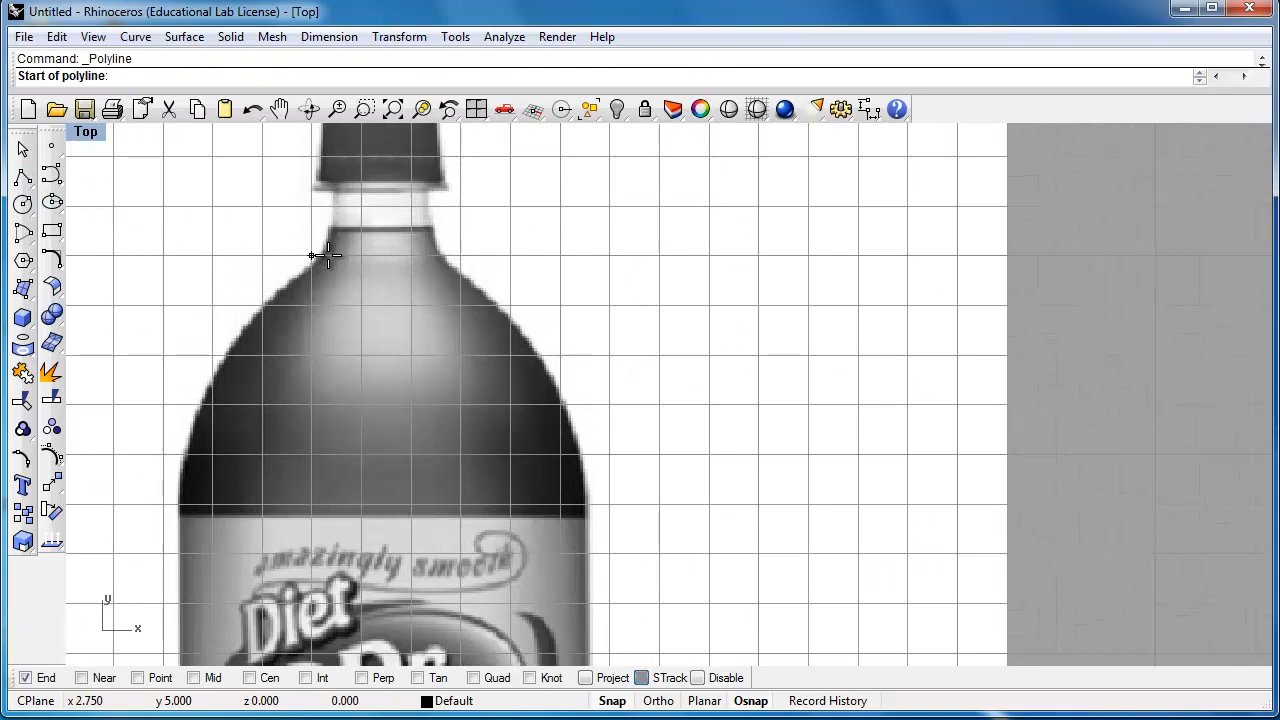 Untitled - Rhinoceros (Educational Lab License) - [Top]
File Edit View Curve Surface Solid Mesh Dimension Transform Tools Analyze Render Help
Command: _Polyline
Start of polyline:
Top
amazingly smooth
Diet
Dr
y
x
End Near Point Mid Cen Int Perp Tan Quad Knot Project STrack Disable
CPlane x 2.750 y 5.000 z 0.000 0.000 Default Snap Ortho Planar Osnap Record History